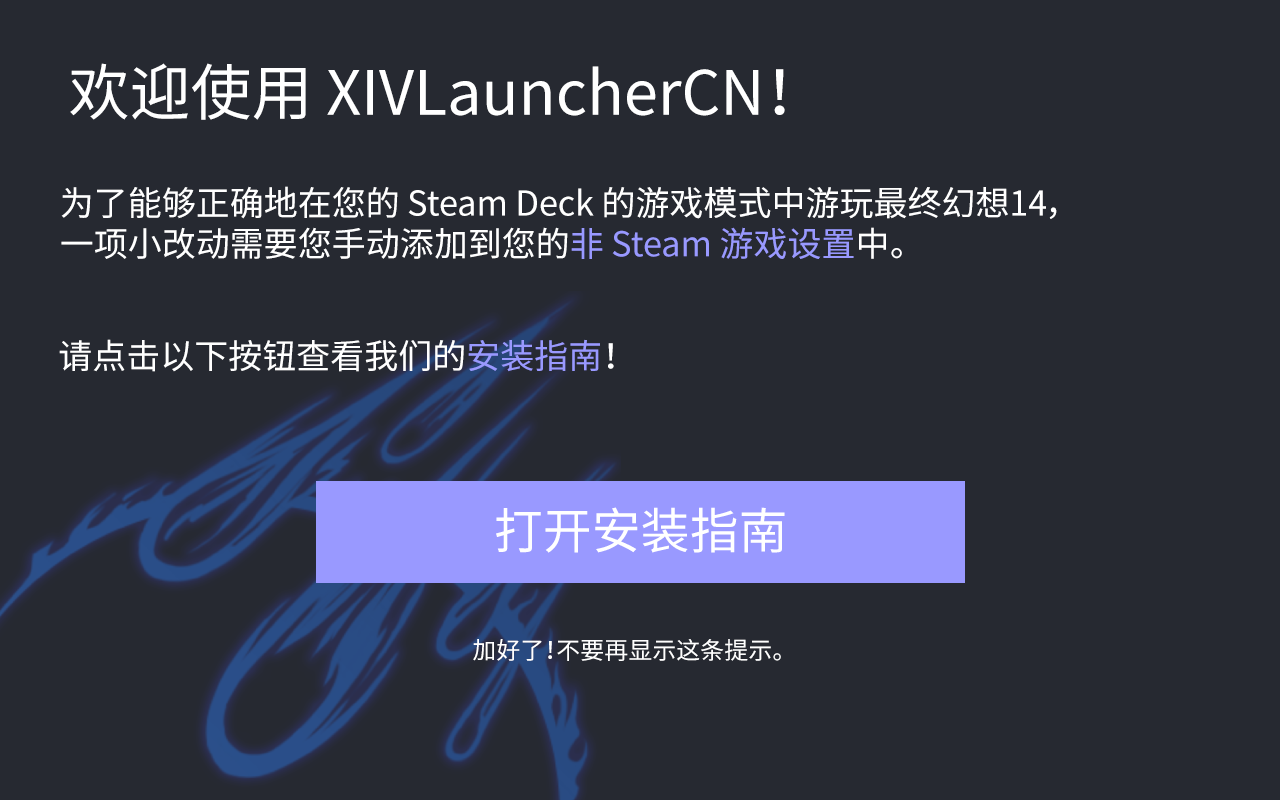 欢迎使用 XIVLauncherCN！
为了能够正确地在您的 Steam Deck 的游戏模式中游玩最终幻想14，
一项小改动需要您手动添加到您的非 Steam 游戏设置中。
请点击以下按钮查看我们的安装指南！
打开安装指南
加好了！不要再显示这条提示。